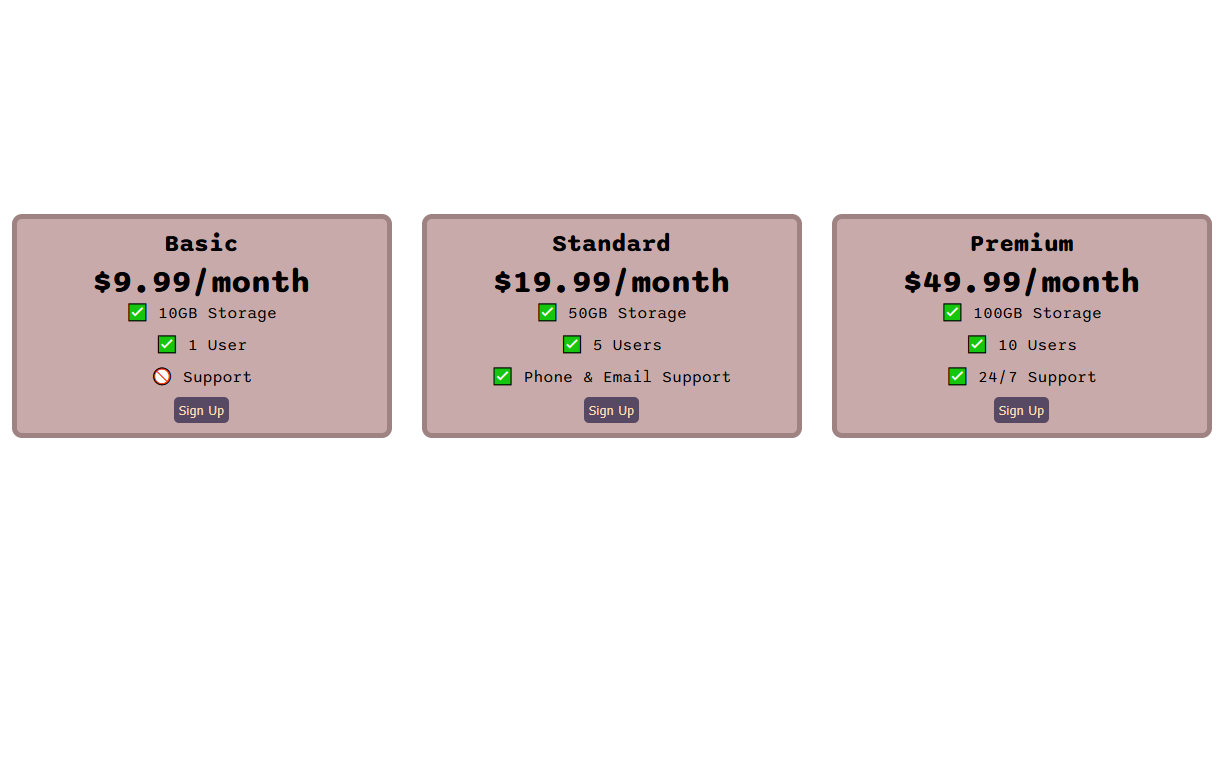 Basic
$9.99/month
✅ 10GB Storage
✅ 1 User
🚫 Support
Sign Up
Standard
$19.99/month
✅ 50GB Storage
✅ 5 Users
✅ Phone & Email Support
Sign Up
Premium
$49.99/month
✅ 100GB Storage
✅ 10 Users
✅ 24/7 Support
Sign Up